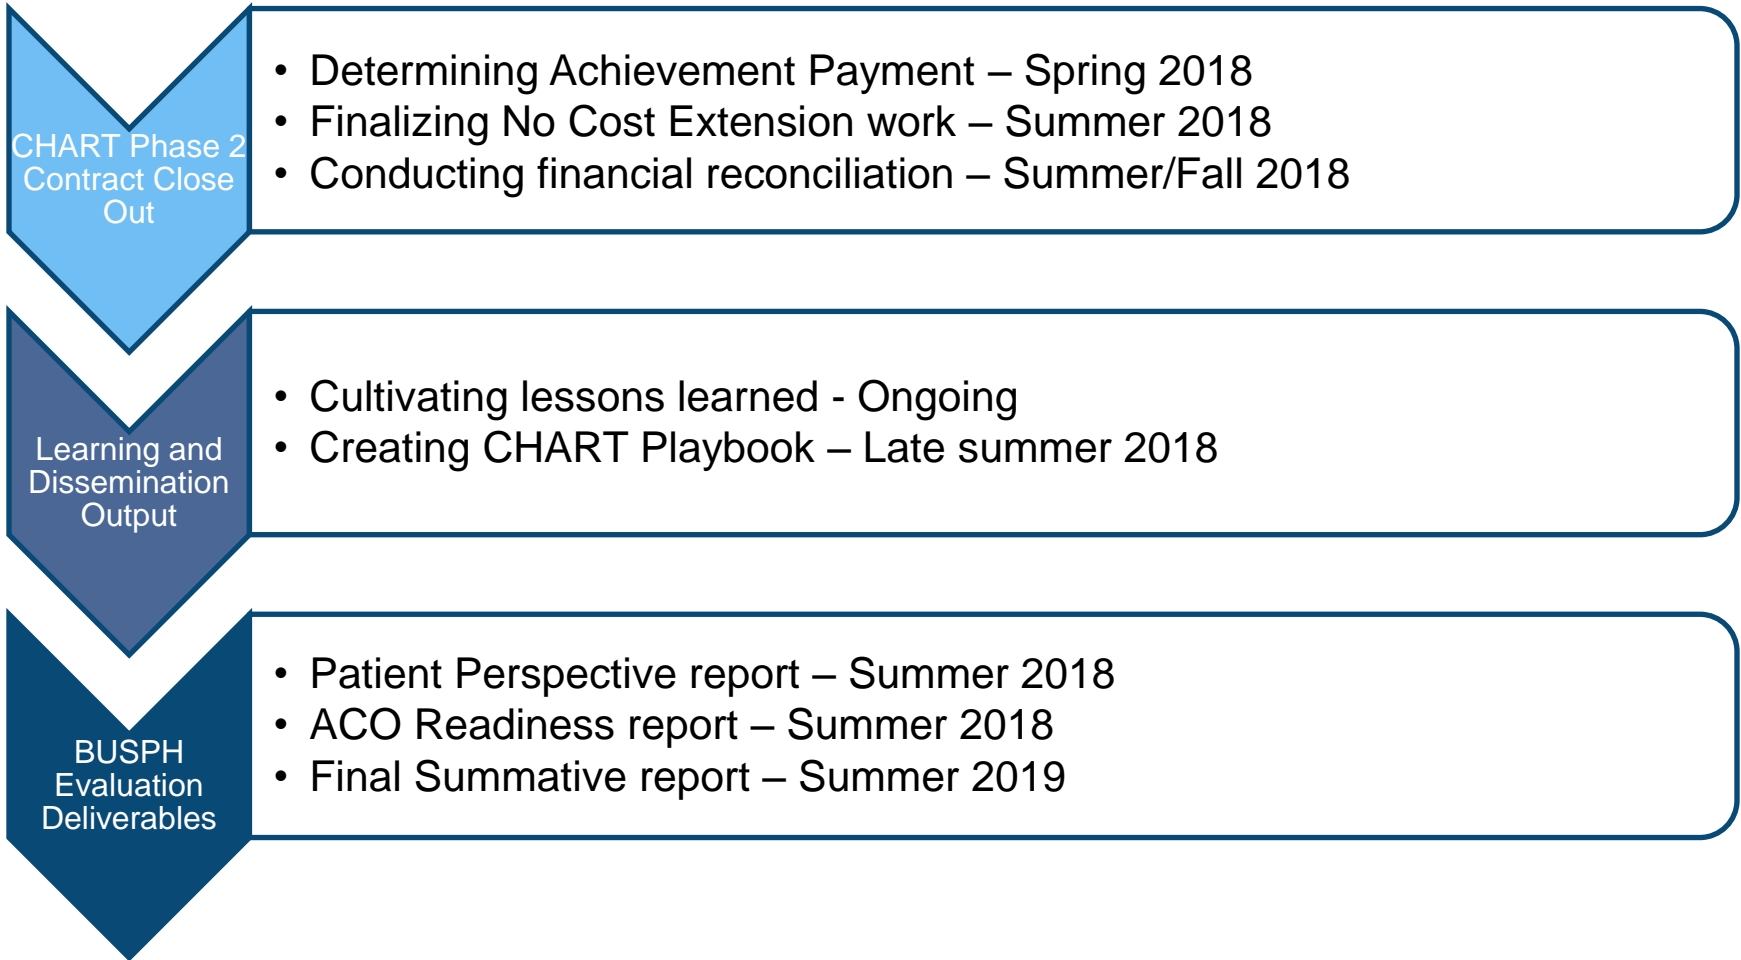 CHART Phase 2
Contract Close
Out
• Determining Achievement Payment – Spring 2018
• Finalizing No Cost Extension work – Summer 2018
• Conducting financial reconciliation – Summer/Fall 2018
Learning and
Dissemination
Output
• Cultivating lessons learned - Ongoing
• Creating CHART Playbook – Late summer 2018
BUSPH
Evaluation
Deliverables
• Patient Perspective report – Summer 2018
• ACO Readiness report – Summer 2018
• Final Summative report – Summer 2019